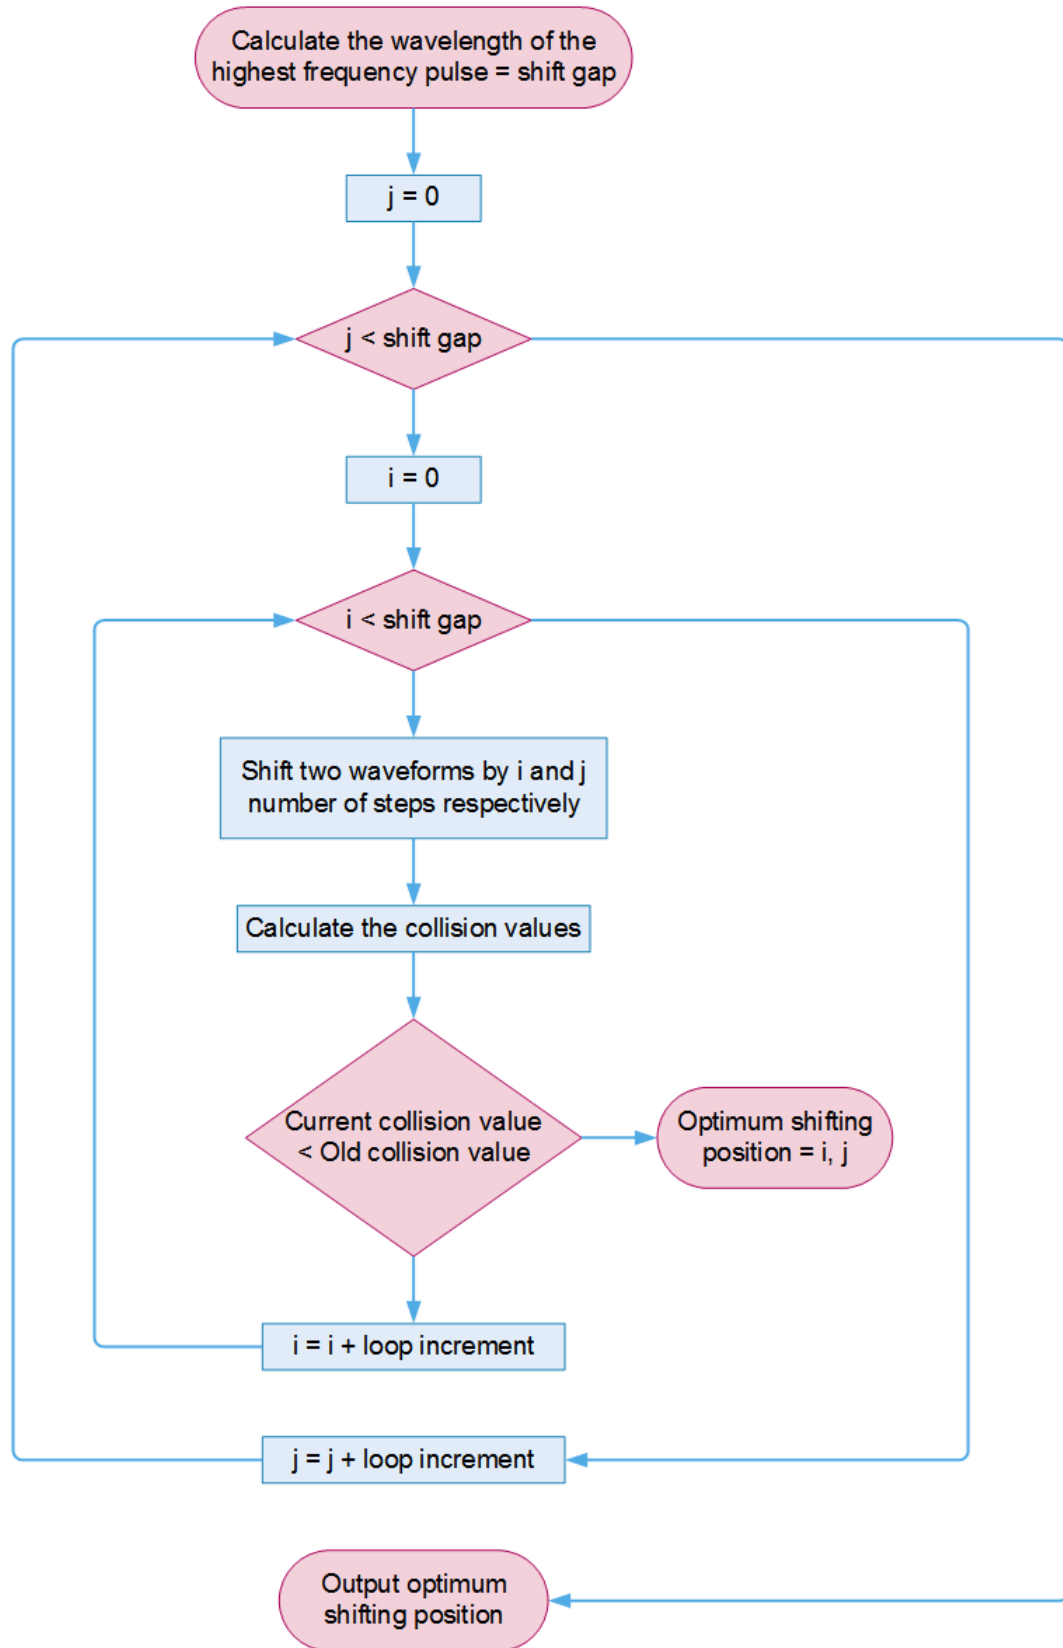 Calculate the wavelength of the
highest frequency pulse = shift gap
j = 0
j < shift gap
i = 0
i < shift gap
Shift two waveforms by i and j
number of steps respectively
Calculate the collision values
Current collision value
< Old collision value
Optimum shifting
position = i, j
i = i + loop increment
j = j + loop increment
Output optimum
shifting position